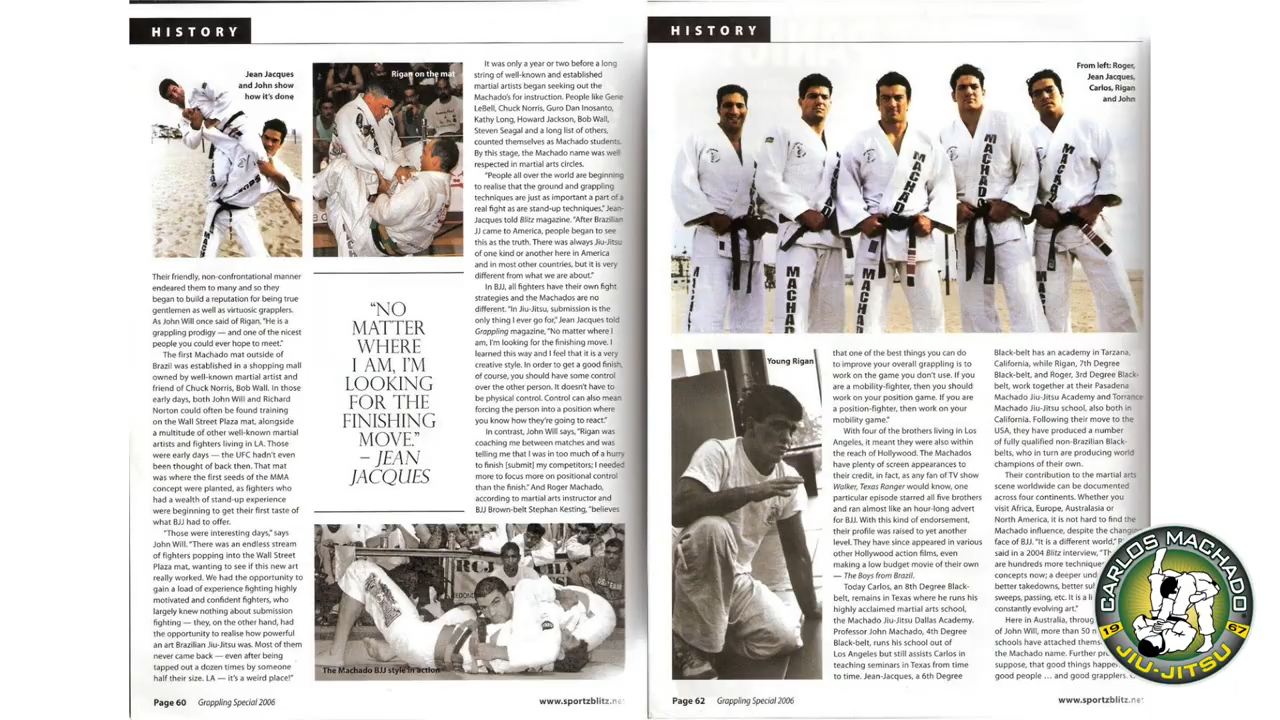 HISTORY
Jean Jacques
and John show
how it's done
Rigan on the mat
Their friendly, non-confrontational manner
endeared them to many and so they
began to build a reputation for being true
gentlemen as well as virtuosic grapplers.
As John Will once said of Rigan, "He is a
grappling prodigy — and one of the nicest
people you could ever hope to meet."
The first Machado mat outside of
Brazil was established in a shopping mall
owned by well-known martial artist and
friend of Chuck Norris, Bob Wall. In those
early days, both John Will and Richard
Norton could often be found training
on the Wall Street Plaza mat, alongside
a multitude of other well-known martial
artists and fighters living in LA. Those
were early days — the UFC hadn't even
been thought of back then. That mat
was where the first seeds of the MMA
concept were planted, as fighters who
had a wealth of stand-up experience
were beginning to get their first taste of
what BJJ had to offer.
"Those were interesting days," says
John Will. "There was an endless stream
of fighters popping into the Wall Street
Plaza mat, wanting to see if this new art
really worked. We had the opportunity to
gain a load of experience fighting highly
motivated and confident fighters, who
largely knew nothing about submission
fighting — they, on the other hand, had
the opportunity to realise how powerful
an art Brazilian Jiu-Jitsu was. Most of them
never came back — even after being
tapped out a dozen times by someone
half their size. LA — it's a weird place!"
"NO
MATTER
WHERE
I AM, I'M
LOOKING
FOR THE
FINISHING
MOVE."
– JEAN
JACQUES
It was only a year or two before a long
string of well-known and established
martial artists began seeking out the
Machado's for instruction. People like Gene
LeBell, Chuck Norris, Guro Dan Inosanto,
Kathy Long, Howard Jackson, Bob Wall,
Steven Seagal and a long list of others,
counted themselves as Machado students.
By this stage, the Machado name was well
respected in martial arts circles.
"People all over the world are beginning
to realise that the ground and grappling
techniques are just as important a part of a
real fight as are stand-up techniques," Jean-
Jacques told Blitz magazine. "After Brazilian
JJ came to America, people began to see
this as the truth. There was always Jiu-Jitsu
of one kind or another here in America
and in most other countries, but it is very
different from what we are about."
In BJJ, all fighters have their own fight
strategies and the Machados are no
different. "In Jiu-Jitsu, submission is the
only thing I ever go for," Jean Jacques told
Grappling magazine, "No matter where I
am, I'm looking for the finishing move. I
learned this way and I feel that it is a very
creative style. In order to get a good finish,
of course, you should have some control
over the other person. It doesn't have to
be physical control. Control can also mean
forcing the person into a position where
you know how they're going to react."
In contrast, John Will says, "Rigan was
coaching me between matches and was
telling me that I was in too much of a hurry
to finish [submit] my competitors; I needed
more to focus more on positional control
than the finish." And Roger Machado,
according to martial arts instructor and
BJJ Brown-belt Stephan Kesting, "believes
The Machado BJJ style in action
Page 60 Grappling Special 2006
www.sportzblitz.ne
HISTORY
From left: Roger,
Jean Jacques,
Carlos, Rigan
and John
MACHADO
MACHADO
MACHADO
MACHADO
MACHAD
MACHAD
Young Rigan
that one of the best things you can do
to improve your overall grappling is to
work on the game you don't use. If you
are a mobility-fighter, then you should
work on your position game. If you are
a position-fighter, then work on your
mobility game."
With four of the brothers living in Los
Angeles, it meant they were also within
the reach of Hollywood. The Machados
have plenty of screen appearances to
their credit, in fact, as any fan of TV show
Walker, Texas Ranger would know, one
particular episode starred all five brothers
and ran almost like an hour-long advert
for BJJ. With this kind of endorsement,
their profile was raised to yet another
level. They have since appeared in various
other Hollywood action films, even
making a low budget movie of their own
— The Boys from Brazil.
Today Carlos, an 8th Degree Black-
belt, remains in Texas where he runs his
highly acclaimed martial arts school,
the Machado Jiu-Jitsu Dallas Academy.
Professor John Machado, 4th Degree
Black-belt, runs his school out of
Los Angeles but still assists Carlos in
teaching seminars in Texas from time
to time. Jean-Jacques, a 6th Degree
Black-belt has an academy in Tarzana,
California, while Rigan, 7th Degree
Black-belt, and Roger, 3rd Degree Black-
belt, work together at their Pasadena
Machado Jiu-Jitsu Academy and Torrance
Machado Jiu-Jitsu school, also both in
California. Following their move to the
USA, they have produced a number
of fully qualified non-Brazilian Black-
belts, who in turn are producing world
champions of their own.
Their contribution to the martial arts
scene worldwide can be documented
across four continents. Whether you
visit Africa, Europe, Australasia or
North America, it is not hard to find the
Machado influence, despite the changing
face of BJJ. "It is a different world,"
said in a 2004 Blitz interview,
are hundreds more technique
concepts now; a deeper und
better takedowns, better su
sweeps, passing, etc. It is a li
constantly evolving art."
Here in Australia, throug
of John Will, more than 50
schools have attached them
the Machado name. Further
suppose, that good things happe
good people ... and good grapplers.
Page 62 Grappling Special 2006
www.sportzblitz.ne
CARLOS MACHADO
1967
JIU-JITSU